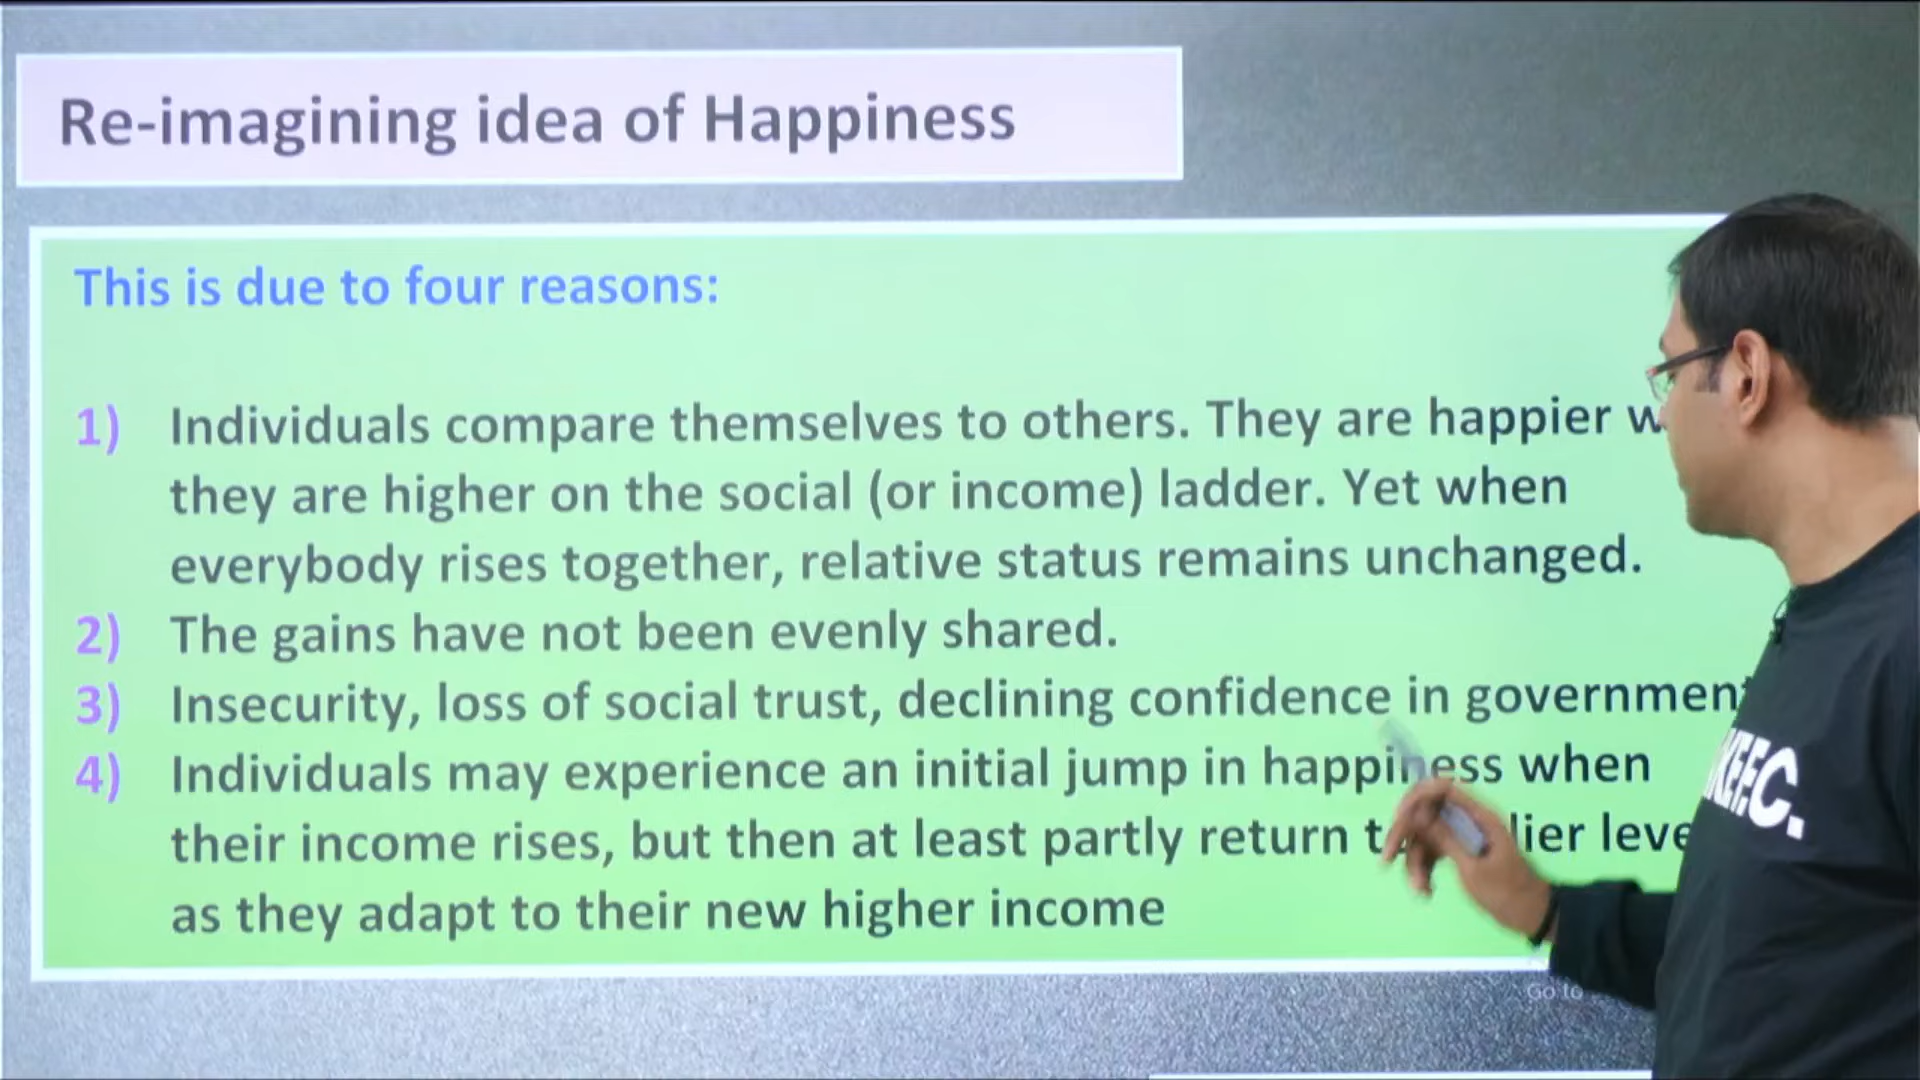 Re-imagining idea of Happiness
This is due to four reasons:
1) Individuals compare themselves to others. They are happier
they are higher on the social (or income) ladder. Yet when
everybody rises together, relative status remains unchanged.
2) The gains have not been evenly shared.
3) Insecurity, loss of social trust, declining confidence in
4) Individuals may experience an initial jump in happiness when
their income rises, but then at least partly return
as they adapt to their new higher income
Go to